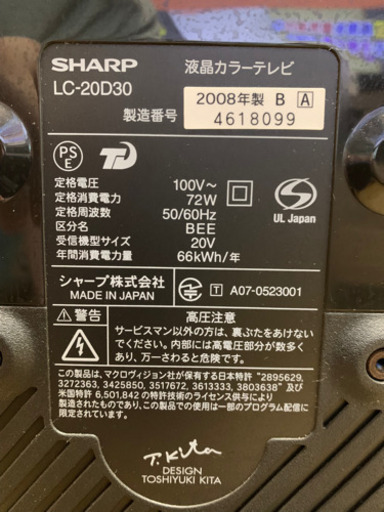 SHARP 液晶カラーテレビ
LC-20D30
製造番号 2008年製 B A
4618099
PSE TD
定格電圧 100V～
定格消費電力 72W
定格周波数 50/60Hz
区分名 BEE
受信機型サイズ 20V
年間消費電力量 66kWh/年
UL Japan
シャープ株式会社
MADE IN JAPAN
T A07-0523001
警告 高圧注意
サービスマン以外の方は、裏ぶたをあけない
でください。内部には高電圧部分が数多く
あり、万一さわると危険です。
この製品は、マクロヴィジョン社が保有する日本特許 "2895629,
3272363, 3425850, 3517672, 3613333, 3803638" 及び
米国特許 6,501,842 の特許技術のライセンス供与を
受けています。この製品での使用は一部のプログラム配信に
限定されています。
T.Kita
DESIGN
TOSHIYUKI KITA